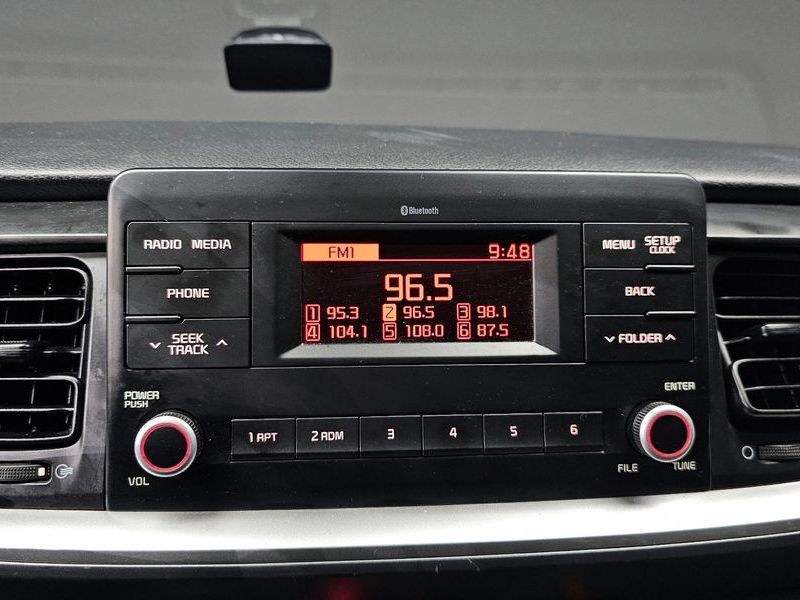 Bluetooth
RADIO MEDIA
PHONE
SEEK
TRACK
FM1 9:48
96.5
1 95.3 2 96.5 3 98.1
4 104.1 5 108.0 6 87.5
MENU SETUP
CLOCK
BACK
FOLDER
POWER
PUSH
VOL
1 APT 2 RDM 3 4 5 6
ENTER
FILE TUNE